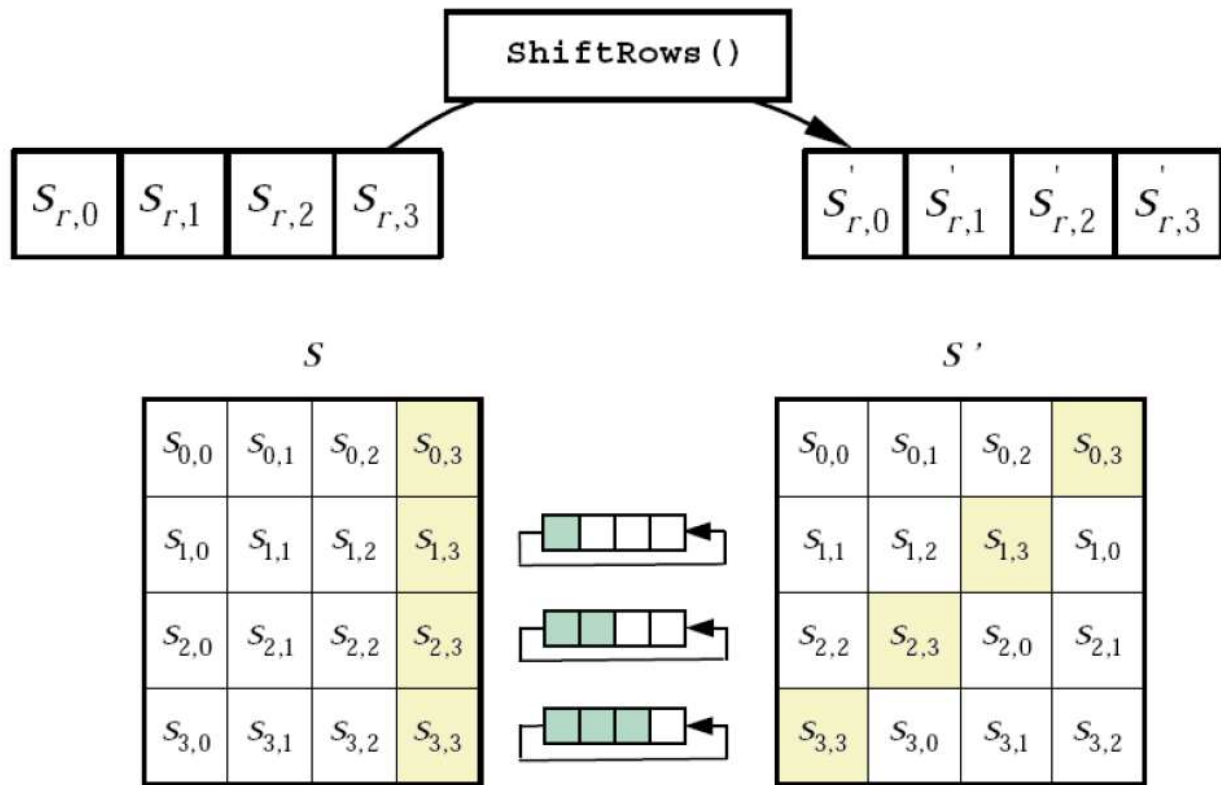 ShiftRows()
S r,0 S r,1 S r,2 S r,3 S' r,0 S' r,1 S' r,2 S' r,3
S S'
S0,0 S0,1 S0,2 S0,3 S0,0 S0,1 S0,2 S0,3
S1,0 S1,1 S1,2 S1,3 S1,1 S1,2 S1,3 S1,0
S2,0 S2,1 S2,2 S2,3 S2,2 S2,3 S2,0 S2,1
S3,0 S3,1 S3,2 S3,3 S3,3 S3,0 S3,1 S3,2